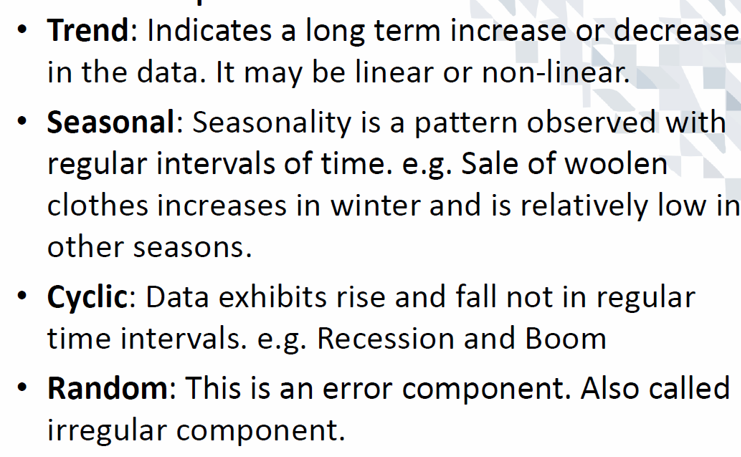 • Trend: Indicates a long term increase or decrease
in the data. It may be linear or non-linear.
• Seasonal: Seasonality is a pattern observed with
regular intervals of time. e.g. Sale of woolen
clothes increases in winter and is relatively low in
other seasons.
• Cyclic: Data exhibits rise and fall not in regular
time intervals. e.g. Recession and Boom
• Random: This is an error component. Also called
irregular component.